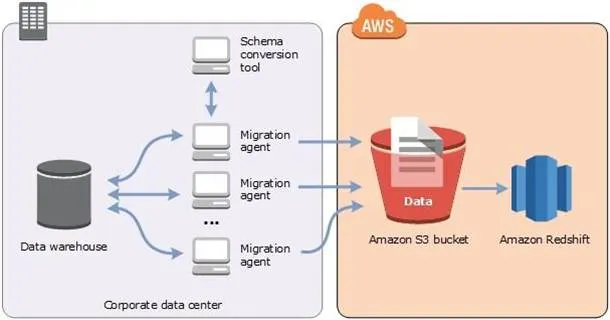 AWS
Schema
conversion
tool
Migration
agent
Migration
agent
...
Migration
agent
Data warehouse
Data
Amazon S3 bucket
Amazon Redshift
Corporate data center